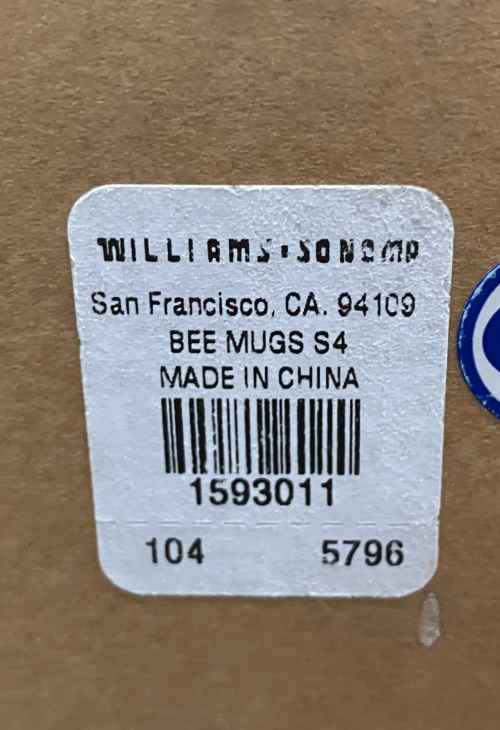 WILLIAMS·SONOMA
San Francisco, CA. 94109
BEE MUGS S4
MADE IN CHINA
1593011
104 5796